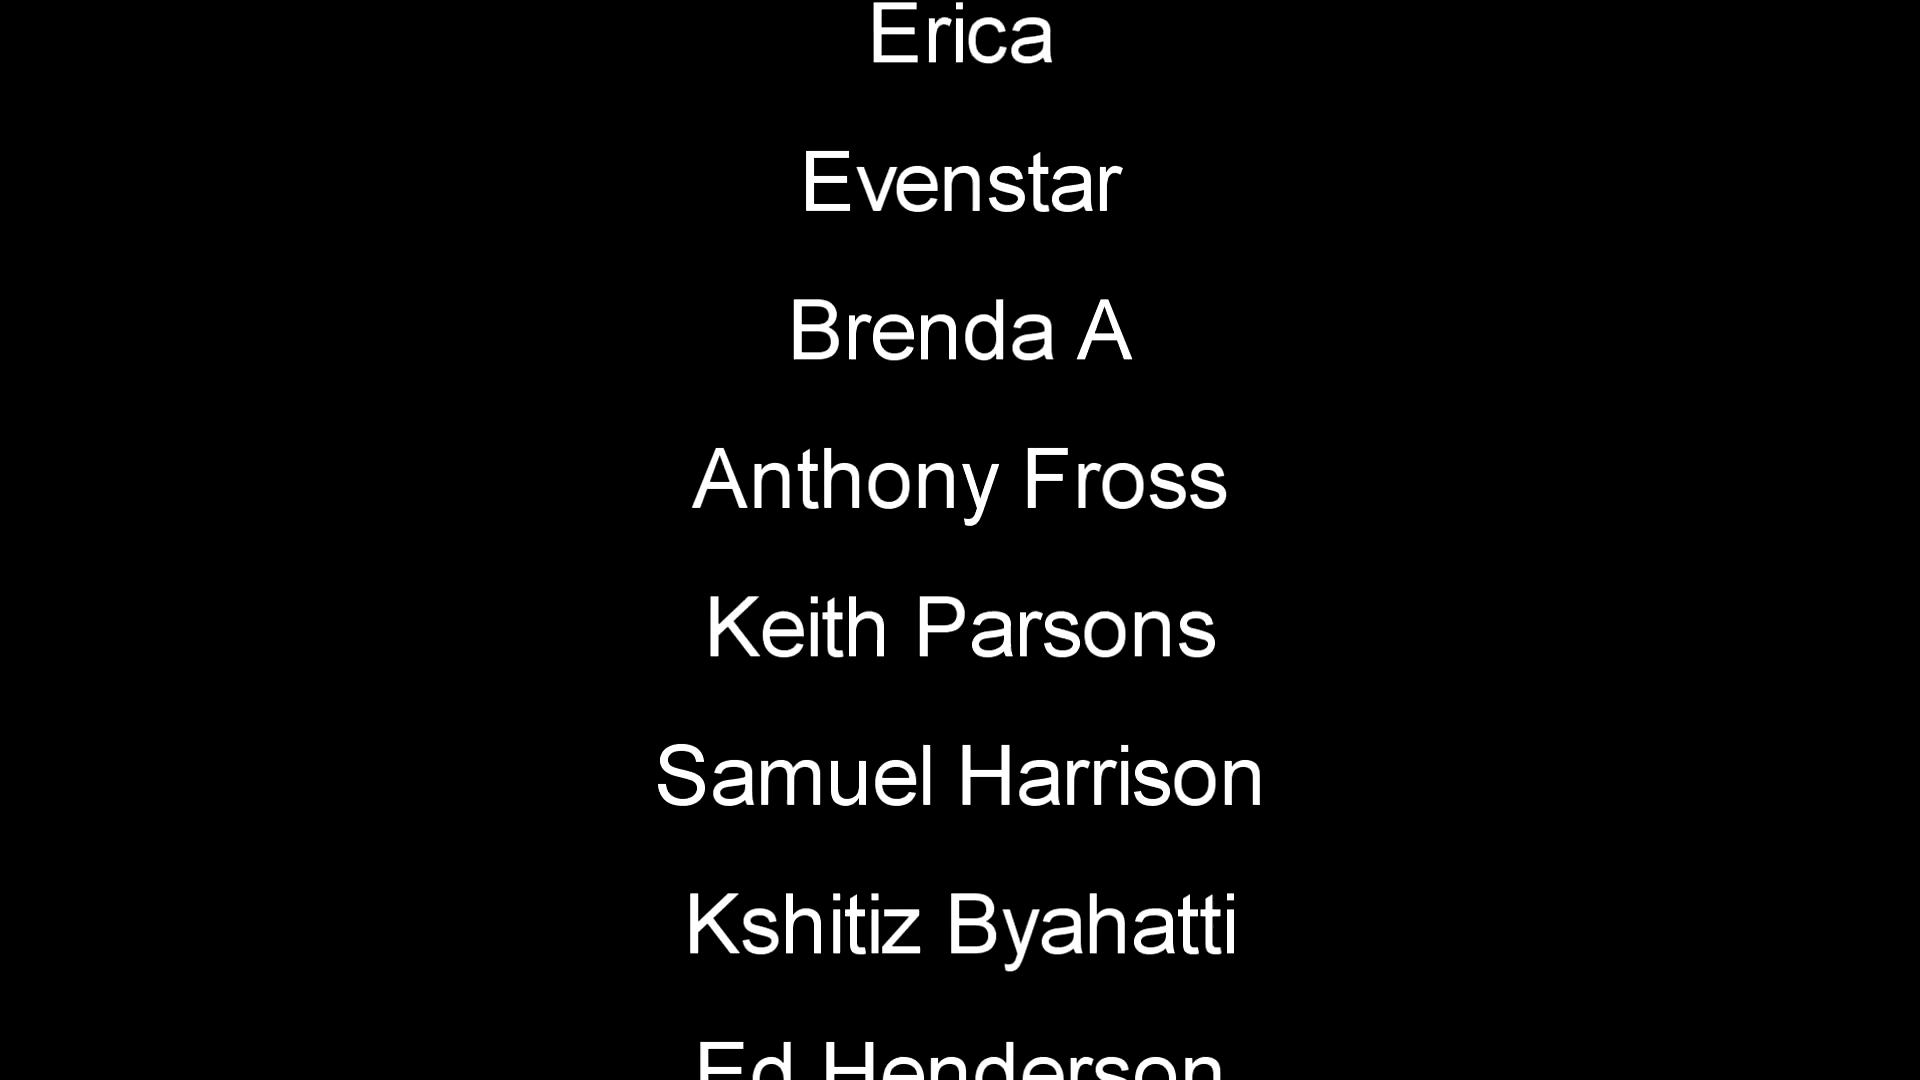 Erica
Evenstar
Brenda A
Anthony Fross
Keith Parsons
Samuel Harrison
Kshitiz Byahatti
Ed Henderson